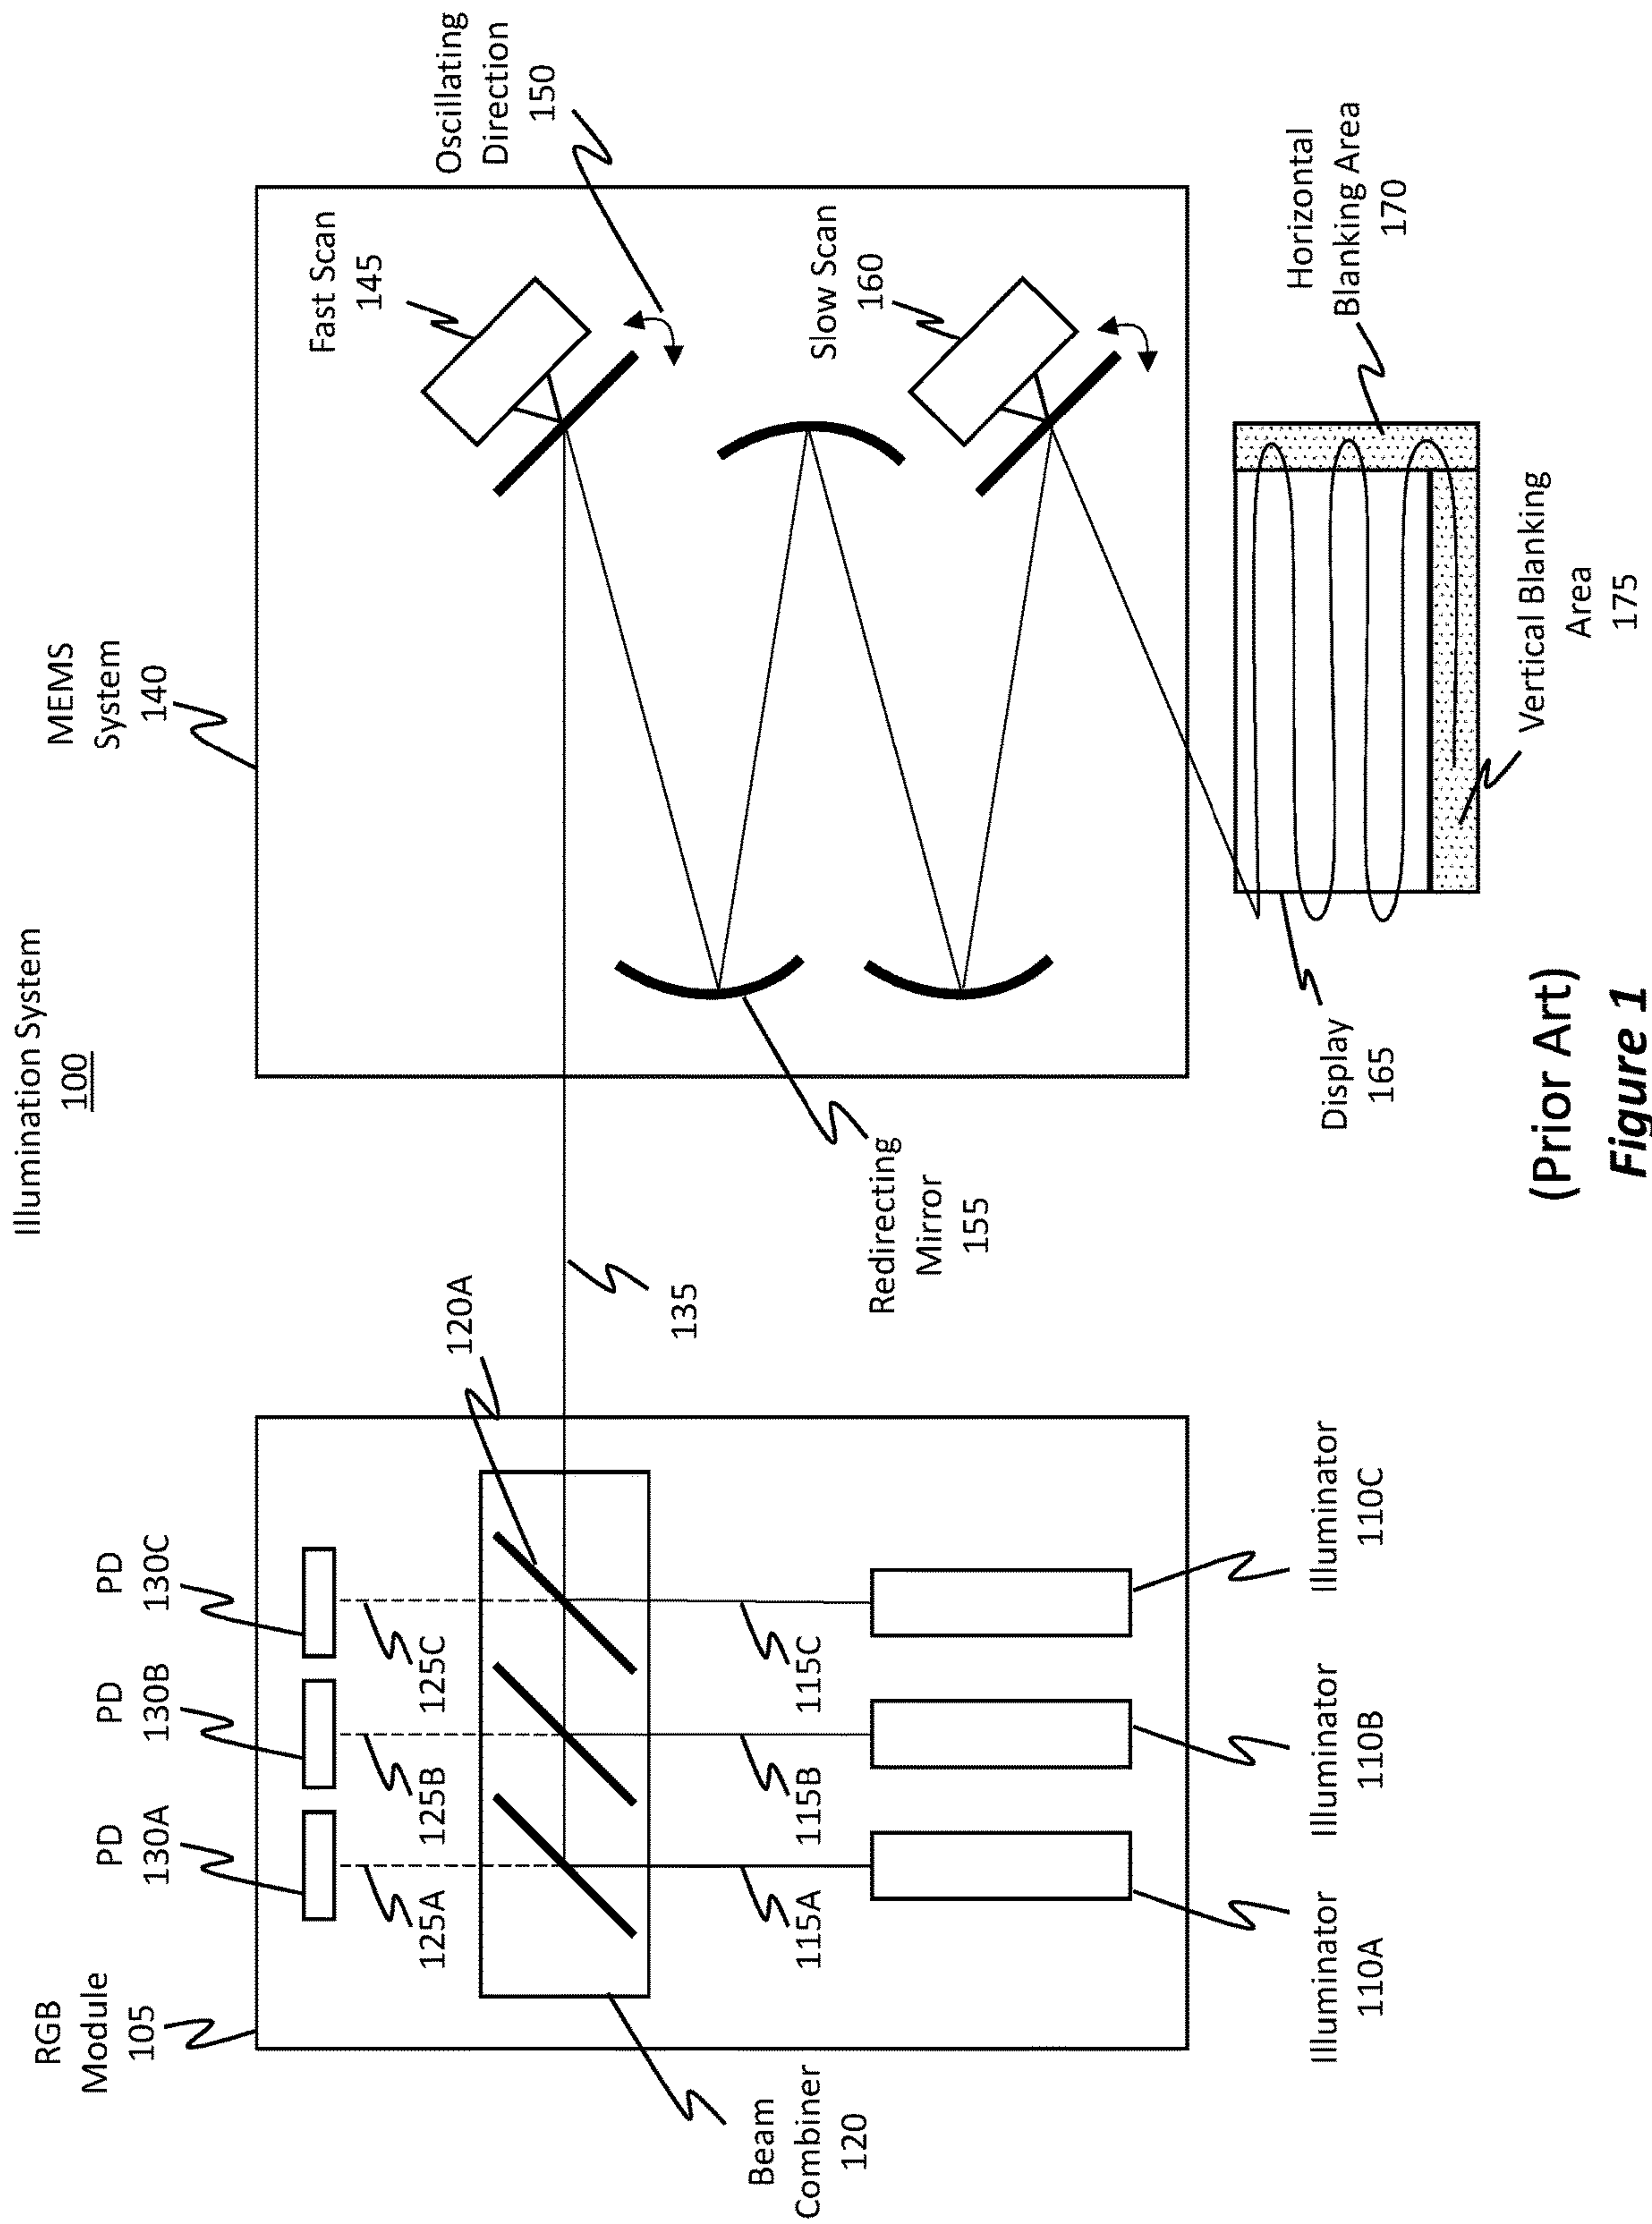 Illumination System
100
RGB
Module
105
PD
130A
PD
130B
PD
130C
125A
125B
125C
120A
Beam
Combiner
120
115A
115B
115C
Illuminator
110A
Illuminator
110B
Illuminator
110C
135
MEMS
System
140
Fast Scan
145
Oscillating
Direction
150
Redirecting
Mirror
155
Slow Scan
160
Display
165
Horizontal
Blanking Area
170
Vertical Blanking
Area
175
(Prior Art)
Figure 1